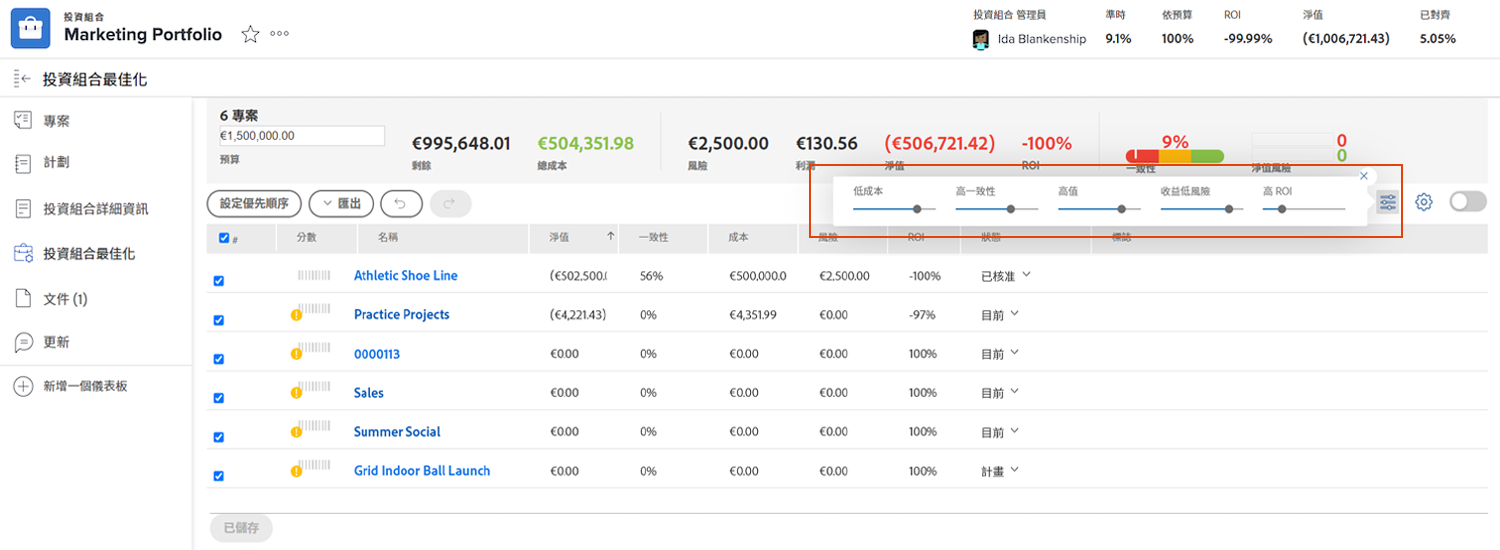 投資組合
Marketing Portfolio
投資組合 管理員 準時 依預算 ROI 淨值 已對齊
Ida Blankenship 9.1% 100% -99.99% (€1,006,721.43) 5.05%
投資組合最佳化
專案
計劃
投資組合詳細資訊
投資組合最佳化
文件 (1)
更新
新增一個儀表板
6 專案
€1,500,000.00
預算
€995,648.01 €504,351.98 €2,500.00 €130.56 (€506,721.42) -100% 9% 0
0
剩餘 總成本 風險 利潤 淨值 ROI 一致性 淨值風險
低成本 高一致性 高值 收益低風險 高 ROI
設定優先順序 匯出
# 分數 名稱 淨值 一致性 成本 風險 ROI 狀態 標誌
Athletic Shoe Line (€502,500.( 56% €500,000.0 €2,500.00 -100% 已核准
Practice Projects (€4,221.43) 0% €4,351.99 €0.00 -97% 目前
0000113 €0.00 0% €0.00 €0.00 100% 目前
Sales €0.00 0% €0.00 €0.00 100% 目前
Summer Social €0.00 0% €0.00 €0.00 100% 目前
Grid Indoor Ball Launch €0.00 0% €0.00 €0.00 100% 計畫
已儲存